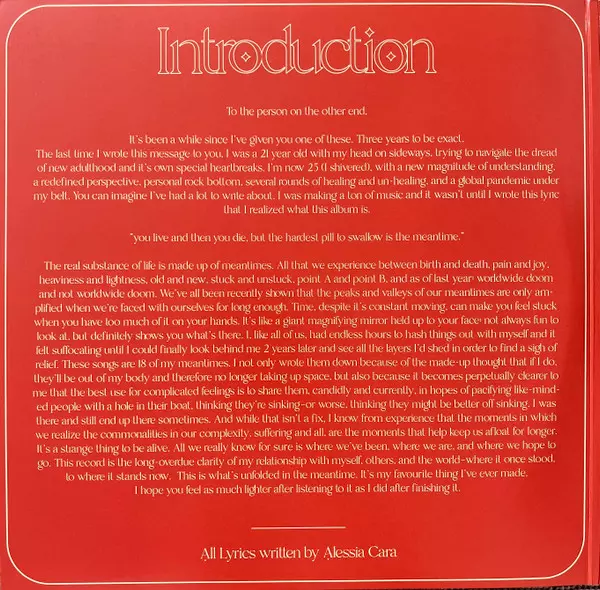 Introduction
To the person on the other end,
It's been a while since I've given you one of these. Three years to be exact.
The last time I wrote this message to you, I was a 21 year old with my head on sideways, trying to navigate the dread
of new adulthood and it's own special heartbreaks. I'm now 25 (I shivered), with a new magnitude of understanding,
a redefined perspective, personal rock bottom, several rounds of healing and un-healing, and a global pandemic under
my belt. You can imagine I've had a lot to write about. I was making a ton of music and it wasn't until I wrote this lyric
that I realized what this album is.
"you live and then you die, but the hardest pill to swallow is the meantime."
The real substance of life is made up of meantimes. All that we experience between birth and death, pain and joy,
heaviness and lightness, old and new, stuck and unstuck, point A and point B, and as of last year: worldwide doom
and not worldwide doom. We've all been recently shown that the peaks and valleys of our meantimes are only am-
plified when we're faced with ourselves for long enough. Time, despite it's constant moving, can make you feel stuck
when you have too much of it on your hands. It's like a giant magnifying mirror held up to your face: not always fun to
look at, but definitely shows you what's there. I, like all of us, had endless hours to hash things out with myself and it
felt suffocating until I could finally look behind me 2 years later and see all the layers I'd shed in order to find a sigh of
relief. These songs are 18 of my meantimes. I not only wrote them down because of the made-up thought that if I do,
they'll be out of my body and therefore no longer taking up space, but also because it becomes perpetually clearer to
me that the best use for complicated feelings is to share them, candidly and currently, in hopes of pacifying like-mind-
ed people with a hole in their boat, thinking they're sinking–or worse, thinking they might be better off sinking. I was
there and still end up there sometimes. And while that isn't a fix, I know from experience that the moments in which
we realize the commonalities in our complexity, suffering and all, are the moments that help keep us afloat for longer.
It's a strange thing to be alive. All we really know for sure is where we've been, where we are, and where we hope to
go. This record is the long-overdue clarity of my relationship with myself, others, and the world–where it once stood,
to where it stands now. This is what's unfolded in the meantime. It's my favourite thing I've ever made.
I hope you feel as much lighter after listening to it as I did after finishing it.
All Lyrics written by Alessia Cara